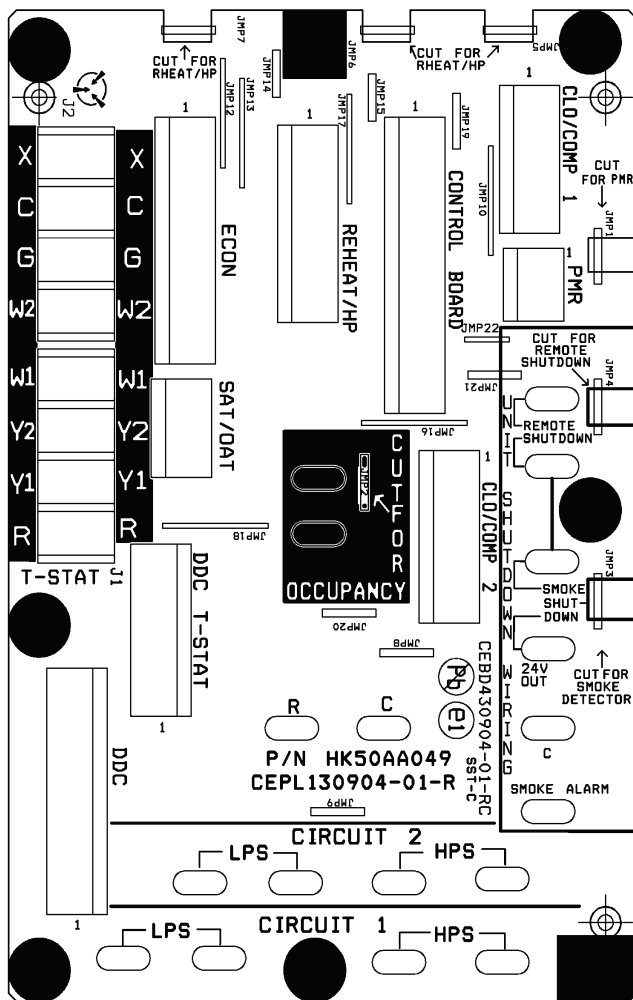 CUT FOR
RHEAT/HP
JMP7
JMP6
CUT FOR
RHEAT/HP
JMP5
J2
JMP12
JMP13
JMP14
JMP15
JMP17
JMP19
JMP10
1
ECON
1
REHEAT/HP
1
CONTROL BOARD
1
CLO/COMP 1
CUT
FOR PMR
JMP1
1
PMR
X X
C C
G G
W2 W2
W1 W1
Y2 Y2
Y1 Y1
R R
T-STAT J1
SAT/OAT
JMP22
JMP21
JMP16
JMP18
CUT FOR
OCCUPANCY
JMP2
JMP20
JMP8
1
CLO/COMP 2
CUT FOR
REMOTE
SHUTDOWN
JMP4
UNIT SHUTDOWN WIRING
REMOTE
SHUTDOWN
JMP3
SMOKE
SHUT-
DOWN
24V
OUT
CUT FOR
SMOKE
DETECTOR
C
SMOKE ALARM
DDC T-STAT
1
DDC
1
R
C
Pb
e1
CEBD430904-01-RC
SST-C
P/N HK50AA049
CEPL130904-01-R
JMP9
CIRCUIT 2
LPS
HPS
CIRCUIT 1
LPS
HPS